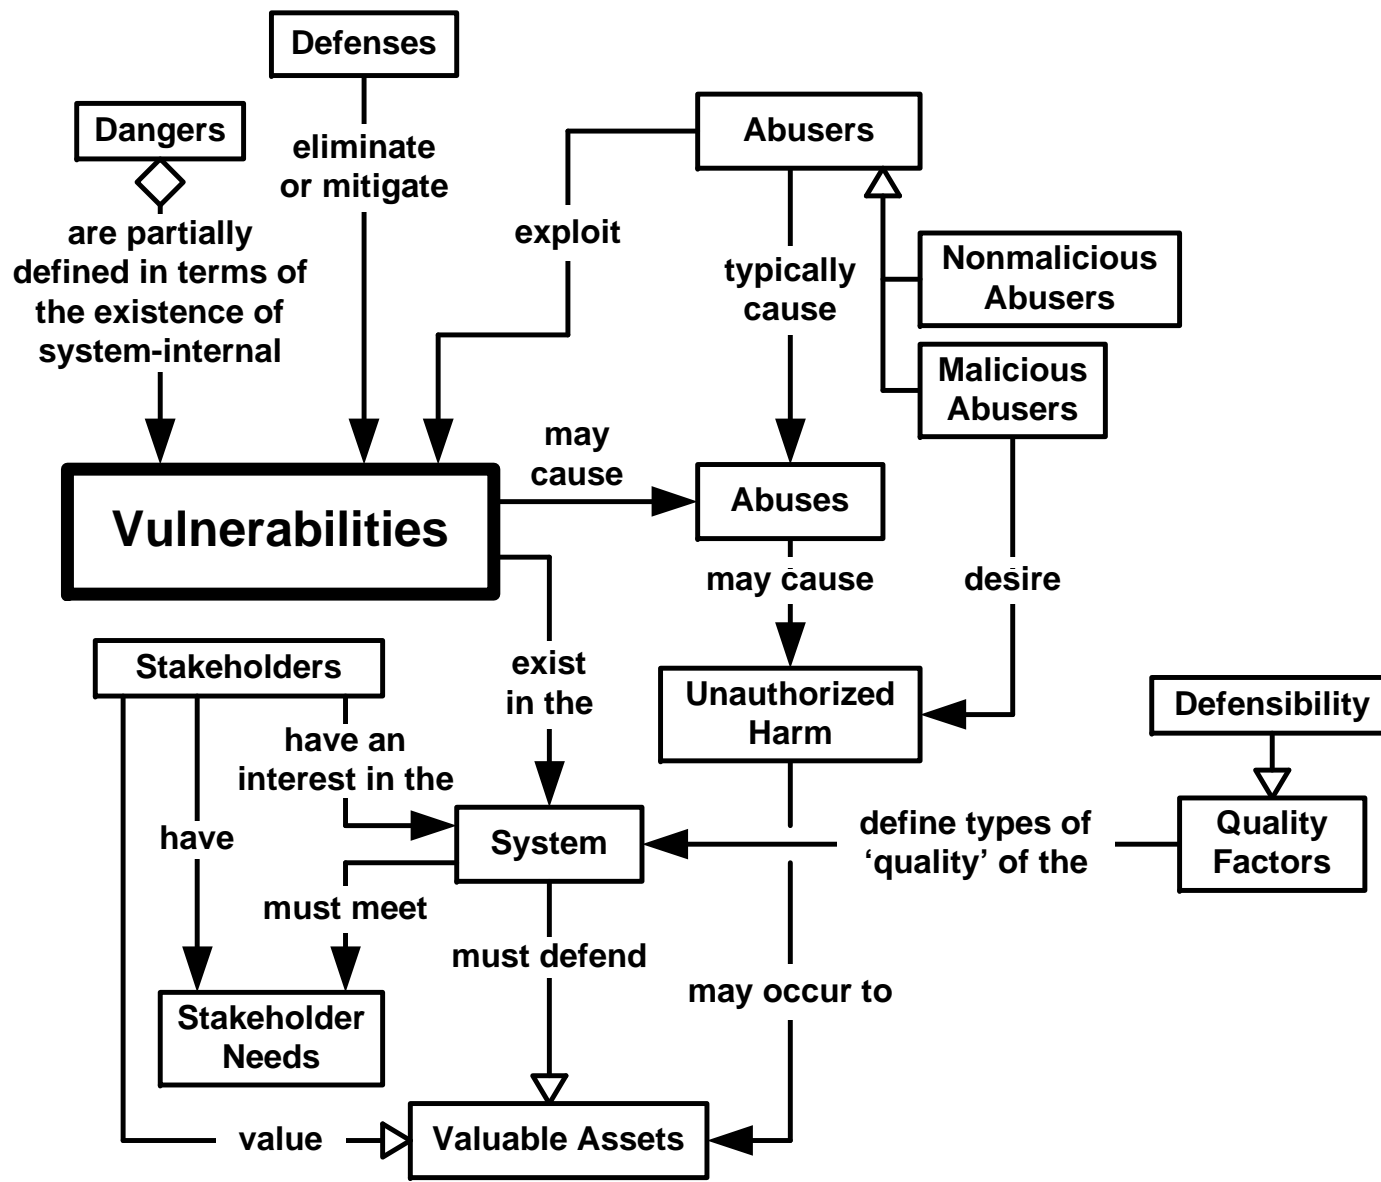 Defenses
Dangers
eliminate
or mitigate
Abusers
are partially
defined in terms of
the existence of
system-internal
exploit
typically
cause
Nonmalicious
Abusers
Malicious
Abusers
may
cause
Vulnerabilities
Abuses
may cause
desire
Stakeholders
exist
in the
Unauthorized
Harm
Defensibility
have an
interest in the
have
System
define types of
‘quality’ of the
Quality
Factors
must meet
must defend
may occur to
Stakeholder
Needs
value
Valuable Assets